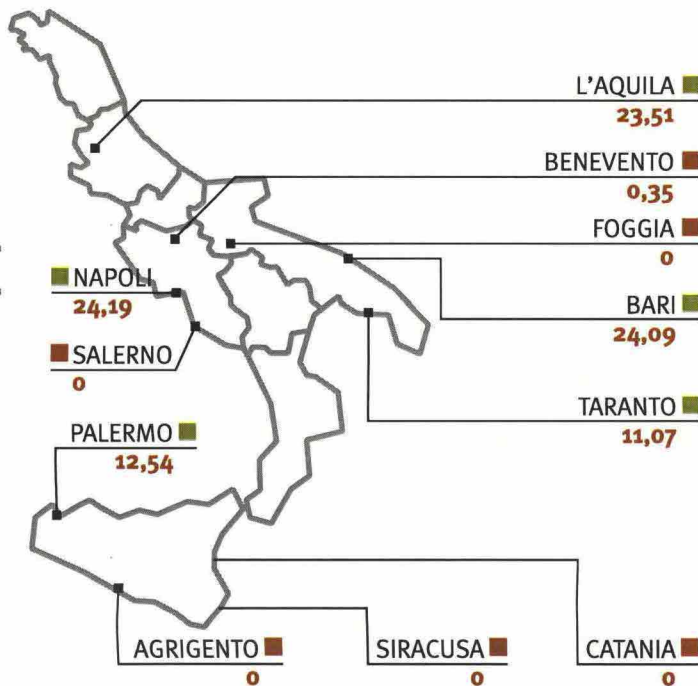 L'AQUILA
23,51
BENEVENTO
0,35
FOGGIA
0
NAPOLI
24,19
BARI
24,09
SALERNO
0
TARANTO
11,07
PALERMO
12,54
AGRIGENTO
0
SIRACUSA
0
CATANIA
0